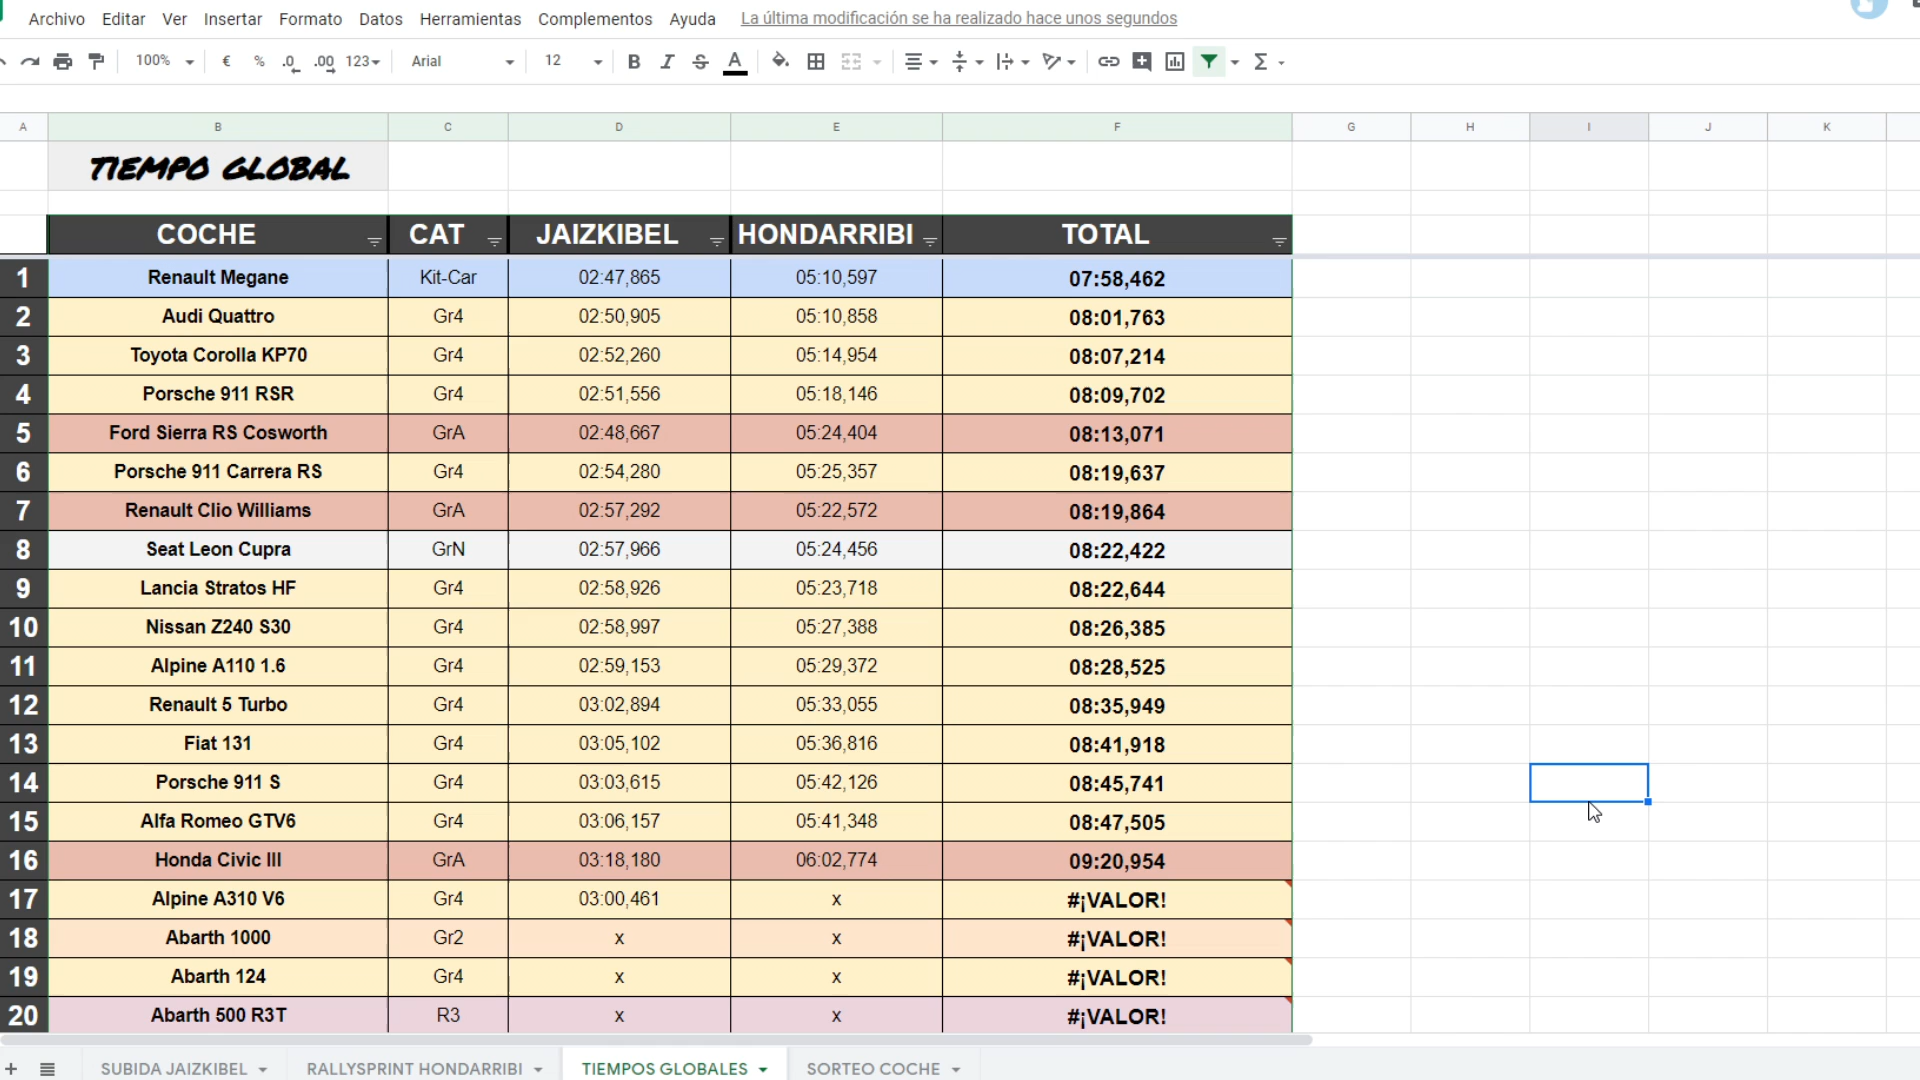 Archivo Editar Ver Insertar Formato Datos Herramientas Complementos Ayuda La última modificación se ha realizado hace unos segundos
100% € % .0 .00 123 Arial 12 B I S A Σ
A B C D E F G H I J K
TIEMPO GLOBAL
COCHE CAT JAIZKIBEL HONDARRIBI TOTAL
1 Renault Megane Kit-Car 02:47,865 05:10,597 07:58,462
2 Audi Quattro Gr4 02:50,905 05:10,858 08:01,763
3 Toyota Corolla KP70 Gr4 02:52,260 05:14,954 08:07,214
4 Porsche 911 RSR Gr4 02:51,556 05:18,146 08:09,702
5 Ford Sierra RS Cosworth GrA 02:48,667 05:24,404 08:13,071
6 Porsche 911 Carrera RS Gr4 02:54,280 05:25,357 08:19,637
7 Renault Clio Williams GrA 02:57,292 05:22,572 08:19,864
8 Seat Leon Cupra GrN 02:57,966 05:24,456 08:22,422
9 Lancia Stratos HF Gr4 02:58,926 05:23,718 08:22,644
10 Nissan Z240 S30 Gr4 02:58,997 05:27,388 08:26,385
11 Alpine A110 1.6 Gr4 02:59,153 05:29,372 08:28,525
12 Renault 5 Turbo Gr4 03:02,894 05:33,055 08:35,949
13 Fiat 131 Gr4 03:05,102 05:36,816 08:41,918
14 Porsche 911 S Gr4 03:03,615 05:42,126 08:45,741
15 Alfa Romeo GTV6 Gr4 03:06,157 05:41,348 08:47,505
16 Honda Civic III GrA 03:18,180 06:02,774 09:20,954
17 Alpine A310 V6 Gr4 03:00,461 x #¡VALOR!
18 Abarth 1000 Gr2 x x #¡VALOR!
19 Abarth 124 Gr4 x x #¡VALOR!
20 Abarth 500 R3T R3 x x #¡VALOR!
+ SUBIDA JAIZKIBEL RALLYSPRINT HONDARRIBI TIEMPOS GLOBALES SORTEO COCHE